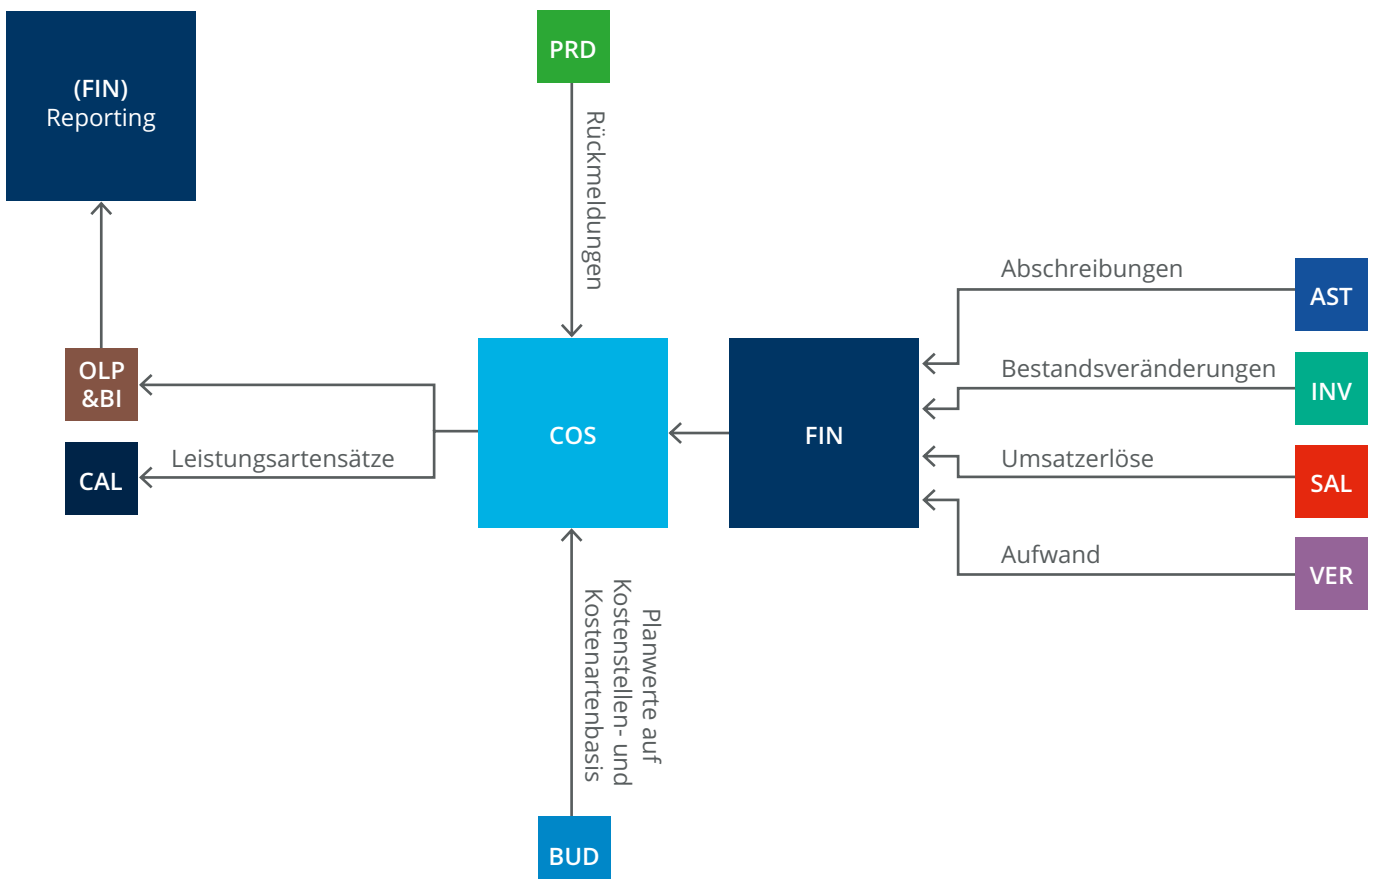 (FIN)
Reporting
PRD
Rückmeldungen
Abschreibungen
AST
OLP
&BI
Bestandsveränderungen
INV
COS
FIN
CAL
Leistungsartensätze
Umsatzerlöse
SAL
Aufwand
VER
Planwerte auf
Kostenstellen- und
Kostenartenbasis
BUD